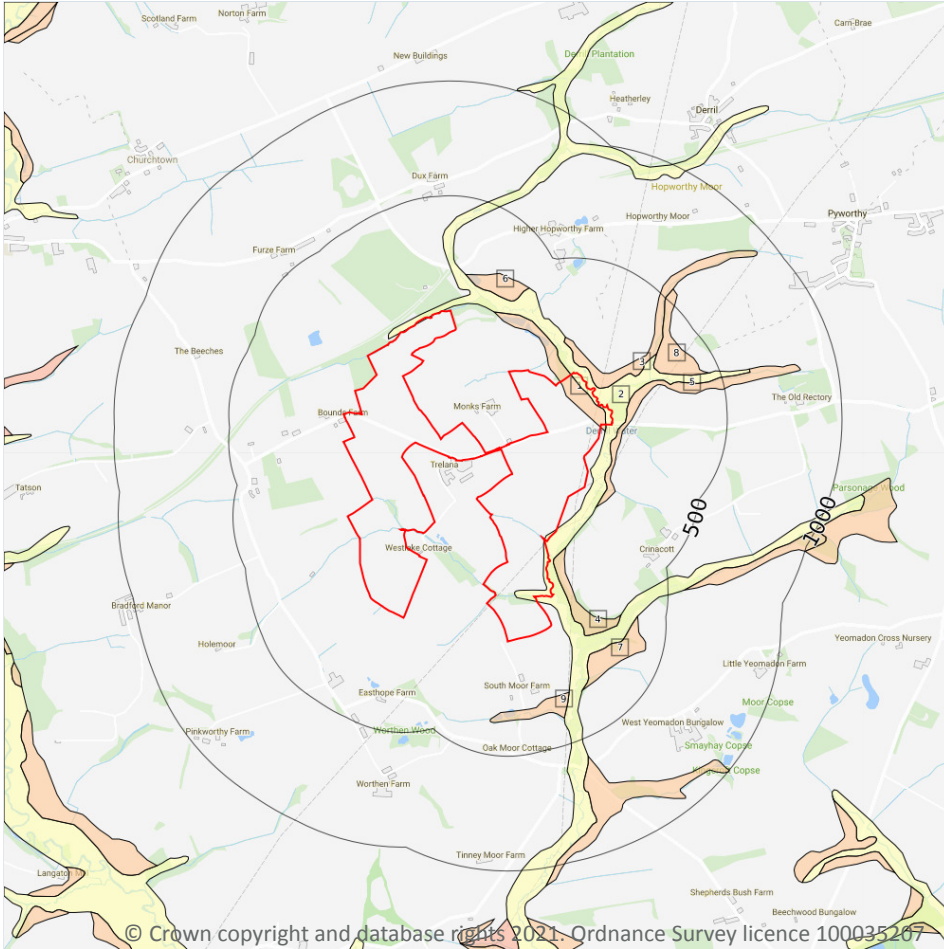 Scotland Farm
Norton Farm
Cam-Brae
New Buildings
Derril Plantation
Heatherley
Derril
Churchtown
Dux Farm
Hopworthy Moor
Hopworthy Moor
Pyworthy
Higher Hopworthy Farm
Furze Farm
6
The Beeches
3
8
1
2
5
The Old Rectory
Bounds Farm
Monks Farm
Trelana
Tatson
Parsonage Wood
500
1000
Westlake Cottage
Crinacott
Bradford Manor
4
Holemoor
7
Yeomadon Cross Nursery
Little Yeomadon Farm
Easthope Farm
South Moor Farm
9
Moor Copse
Pinkworthy Farm
Worthen Wood
West Yeomadon Bungalow
Oak Moor Cottage
Smayhay Copse
Copse
Worthen Farm
Tinney Moor Farm
Shepherds Bush Farm
Beechwood Bungalow
© Crown copyright and database rights 2021. Ordnance Survey licence 100035207